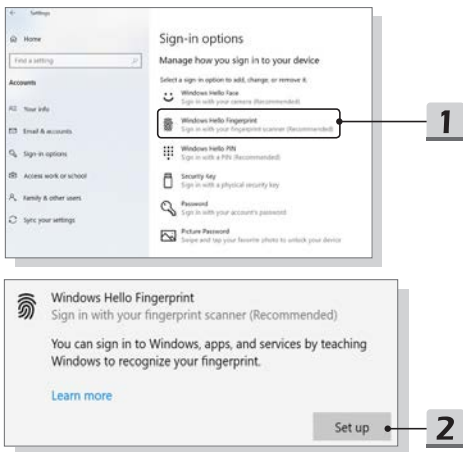 Settings
Home
Sign-in options
Find a setting
Manage how you sign in to your device
Accounts
Select a sign-in option to add, change, or remove it.
Windows Hello Face
Sign in with your camera (Recommended)
Your info
Windows Hello Fingerprint
Sign in with your fingerprint scanner (Recommended)
1
Email & accounts
Sign-in options
Windows Hello PIN
Sign in with a PIN (Recommended)
Access work or school
Security Key
Sign in with a physical security key
Family & other users
Password
Sign in with your account's password
Sync your settings
Picture Password
Swipe and tap your favorite photo to unlock your device
Windows Hello Fingerprint
Sign in with your fingerprint scanner (Recommended)
You can sign in to Windows, apps, and services by teaching
Windows to recognize your fingerprint.
Learn more
Set up
2